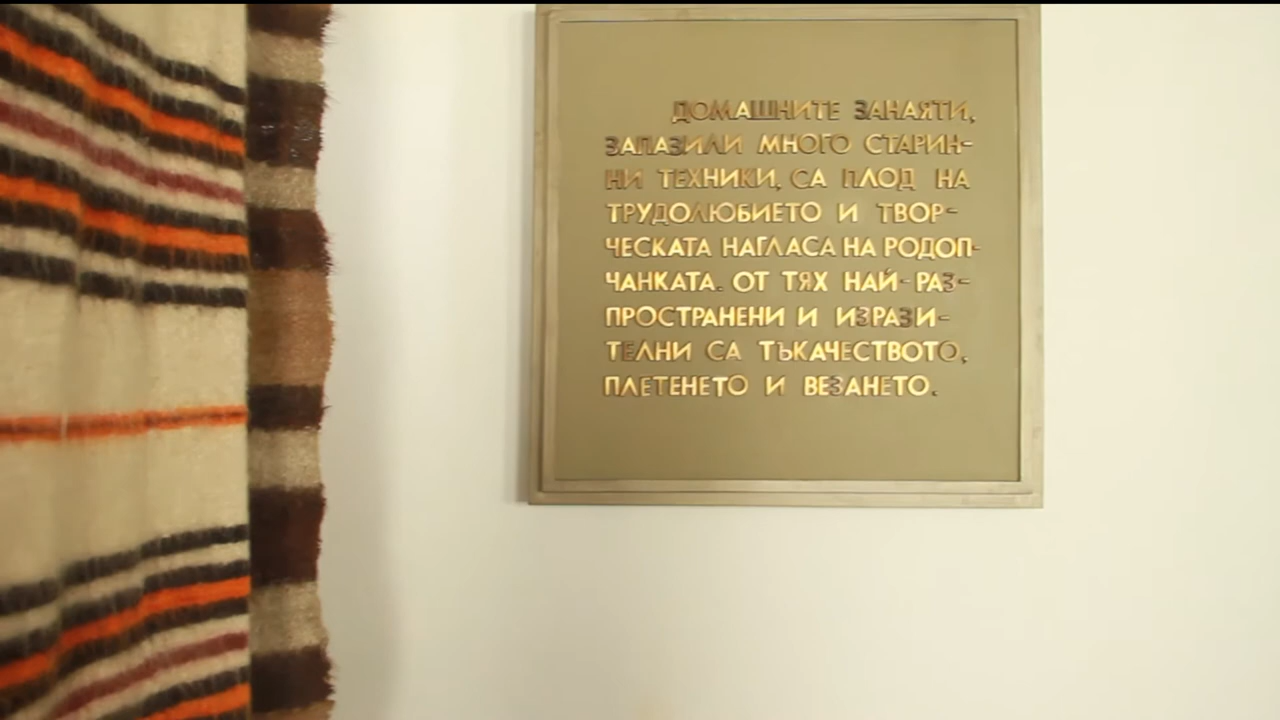 ДОМАШНИТЕ ЗАНАЯТИ,
ЗАПАЗИЛИ МНОГО СТАРИН-
НИ ТЕХНИКИ, СА ПЛОД НА
ТРУДОЛЮБИЕТО И ТВОР-
ЧЕСКАТА НАГЛАСА НА РОДОП-
ЧАНКАТА. ОТ ТЯХ НАЙ-РАЗ-
ПРОСТРАНЕНИ И ИЗРАЗИ-
ТЕЛНИ СА ТЪКАЧЕСТВОТО,
ПЛЕТЕНЕТО И ВЕЗАНЕТО.